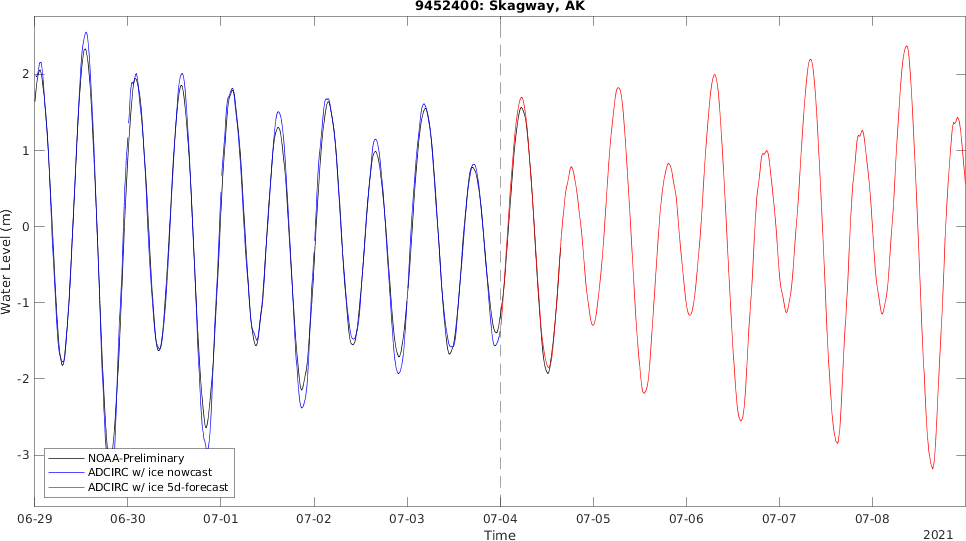 9452400: Skagway, AK
Water Level (m)
2
1
0
-1
-2
-3
NOAA-Preliminary
ADCIRC w/ ice nowcast
ADCIRC w/ ice 5d-forecast
06-29 06-30 07-01 07-02 07-03 07-04 07-05 07-06 07-07 07-08
Time
2021